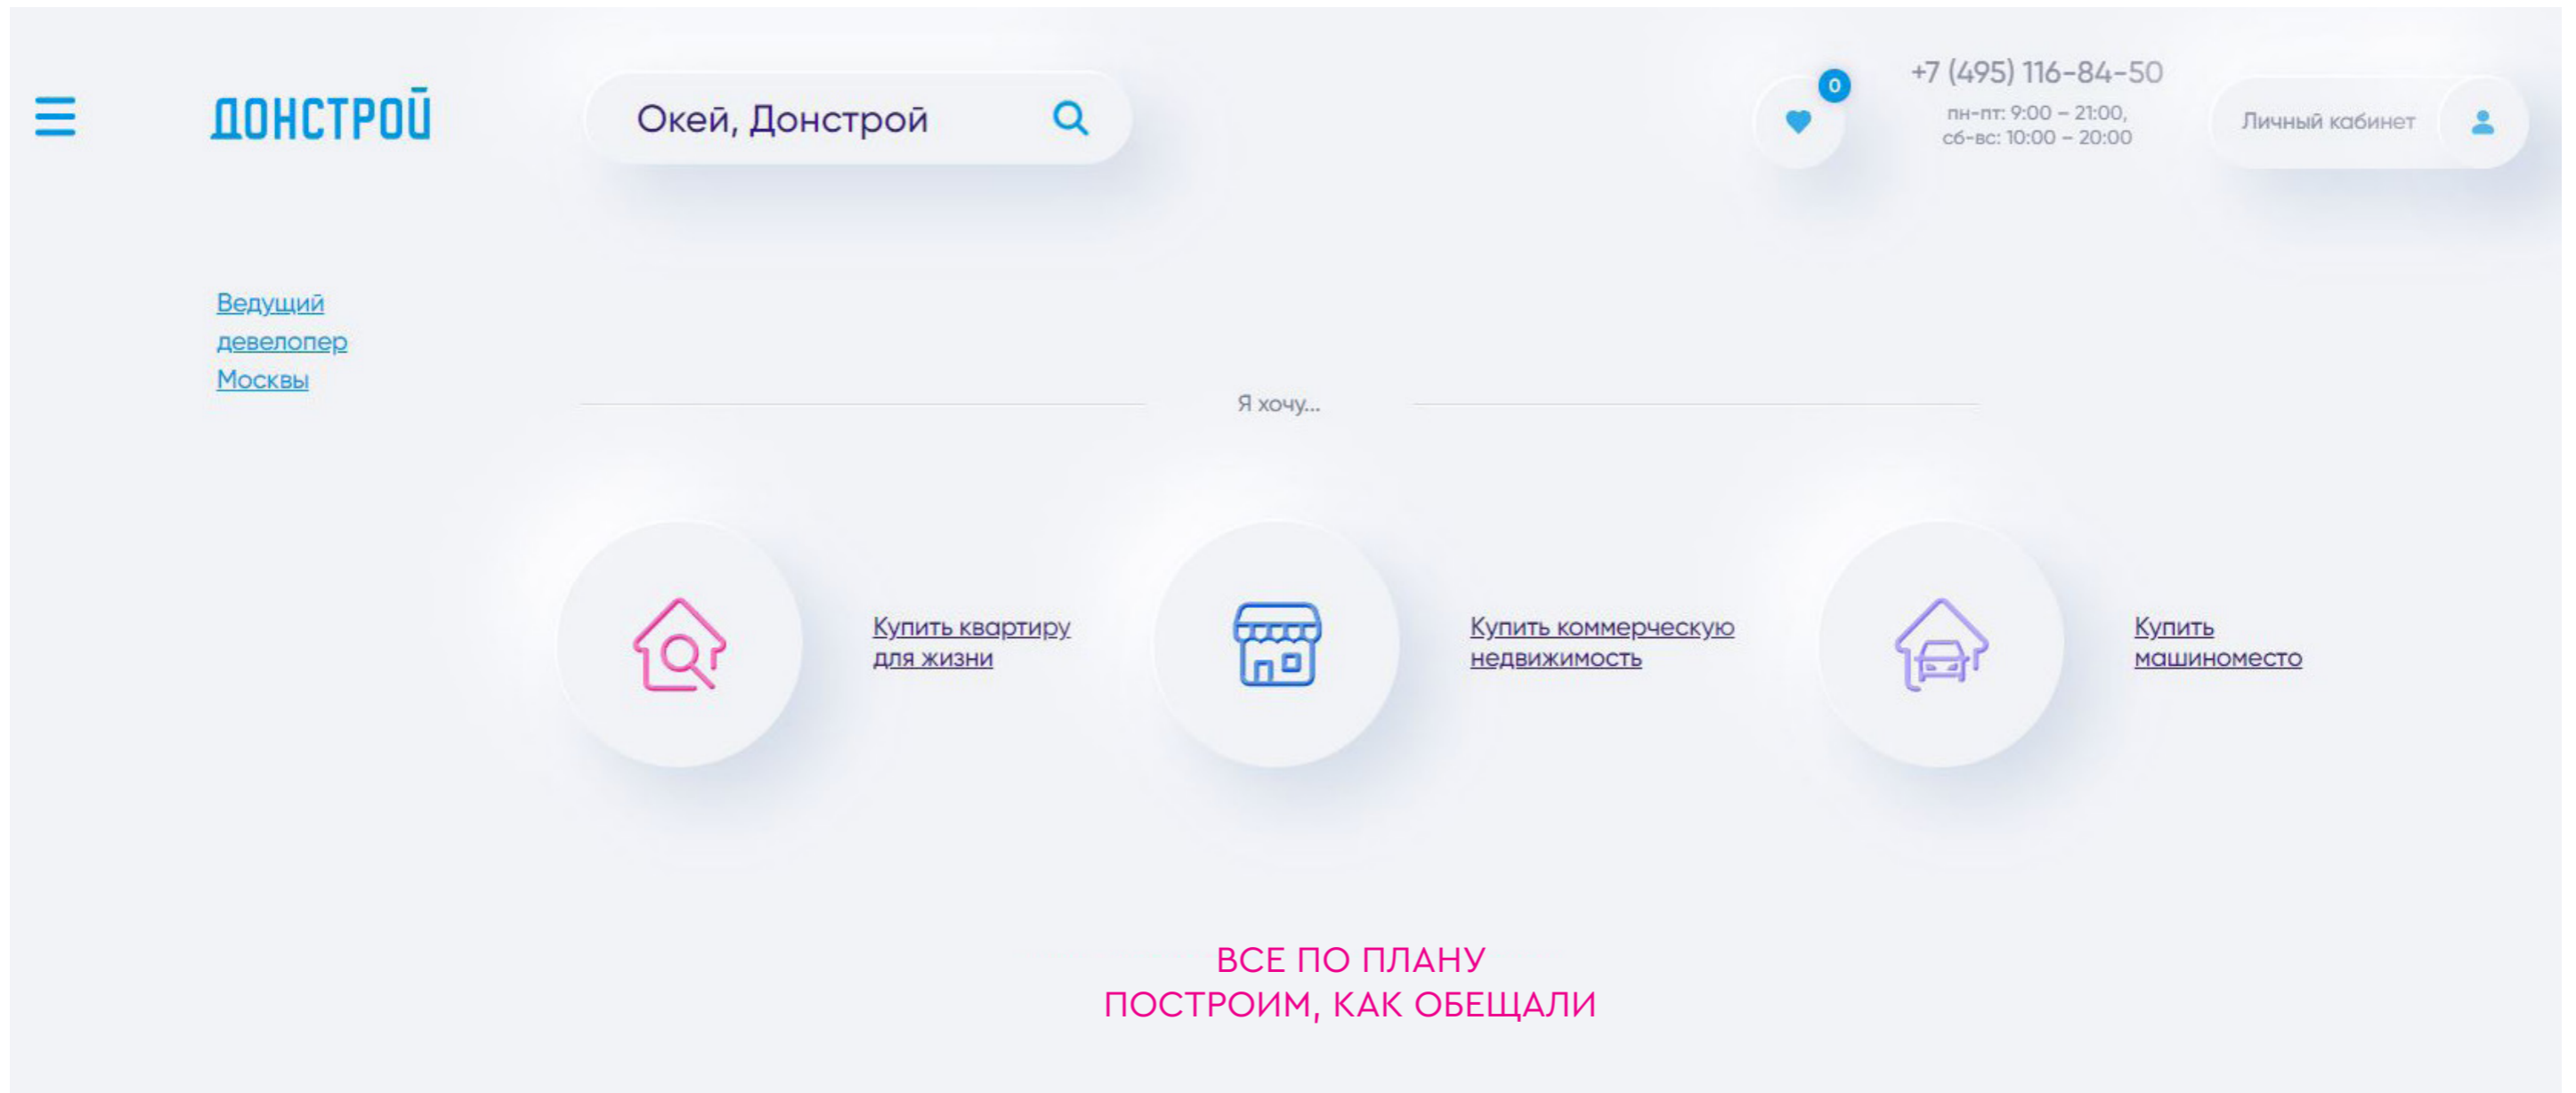 ДОНСТРОЙ
Окей, Донстрой
0
+7 (495) 116-84-50
пн-пт: 9:00 – 21:00,
сб-вс: 10:00 – 20:00
Личный кабинет
Ведущий
девелопер
Москвы
Я хочу...
Купить квартиру
для жизни
Купить коммерческую
недвижимость
Купить
машиноместо
ВСЕ ПО ПЛАНУ
ПОСТРОИМ, КАК ОБЕЩАЛИ